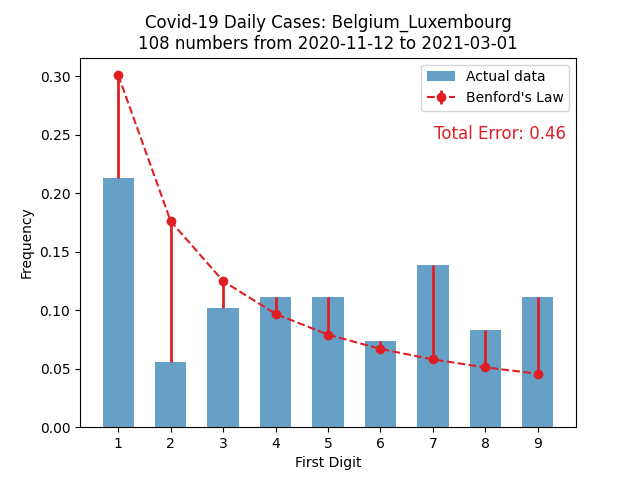 Covid-19 Daily Cases: Belgium_Luxembourg
108 numbers from 2020-11-12 to 2021-03-01
Actual data
Benford's Law
Total Error: 0.46
0.30
0.25
0.20
0.15
0.10
0.05
0.00
Frequency
1 2 3 4 5 6 7 8 9
First Digit